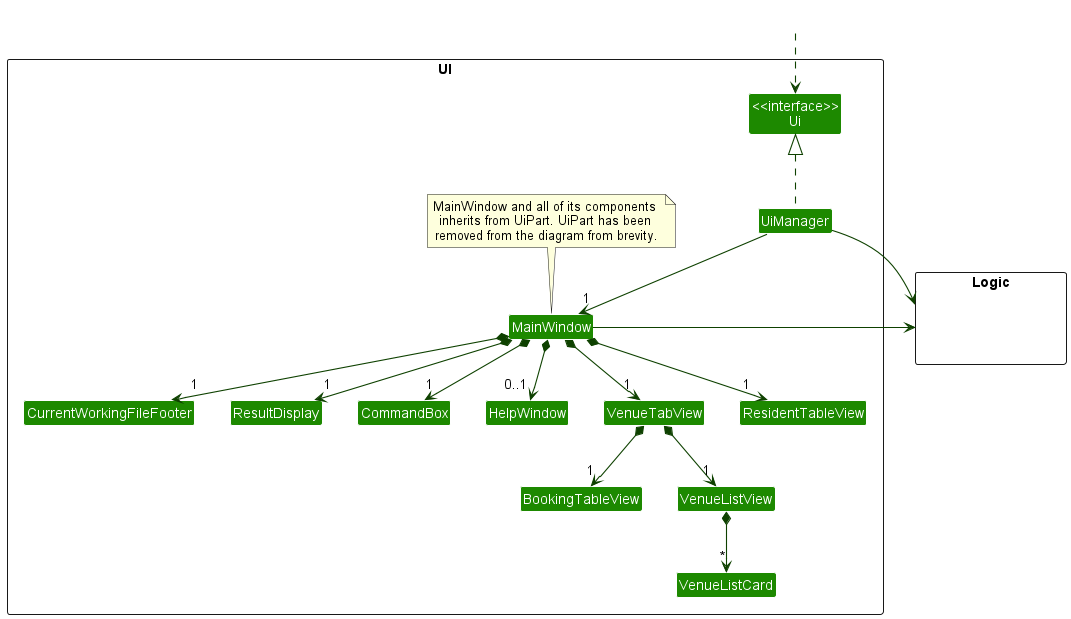 UI
<<interface>>
Ui
MainWindow and all of its components
inherits from UiPart. UiPart has been
removed from the diagram from brevity.
UiManager
Logic
1
MainWindow
1
1
1
0..1
1
1
CurrentWorkingFileFooter
ResultDisplay
CommandBox
HelpWindow
VenueTabView
ResidentTableView
1
1
BookingTableView
VenueListView
*
VenueListCard